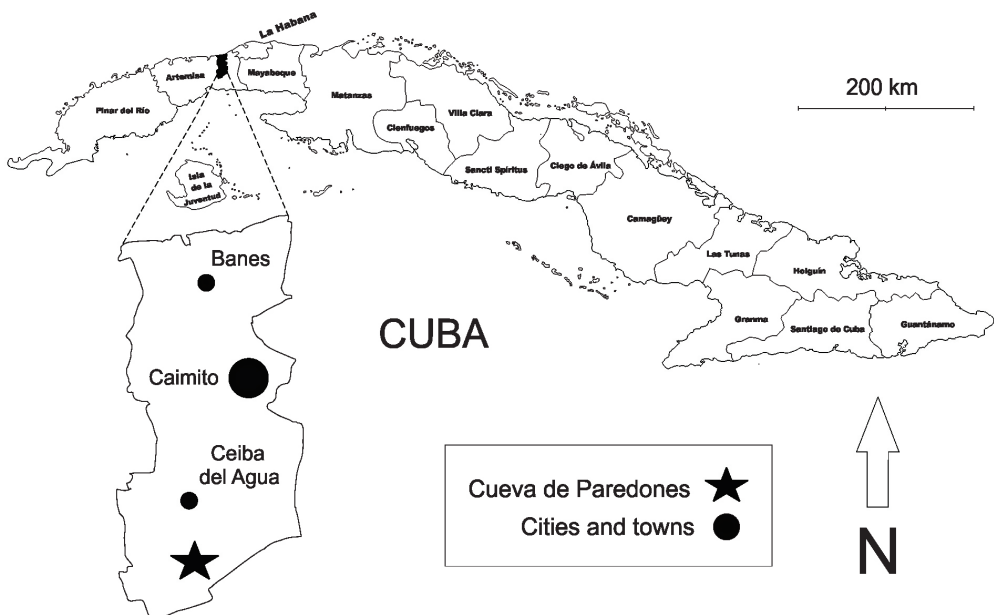 La Habana
Artemisa
Mayabeque
Pinar del Río
Matanzas
Villa Clara
Cienfuegos
Isla
de la
Juventud
Sancti Spíritus
Ciego de Ávila
200 km
Camagüey
Las Tunas
Holguín
Granma
Santiago de Cuba
Guantánamo
Banes
CUBA
Caimito
Ceiba
del Agua
Cueva de Paredones
Cities and towns
N